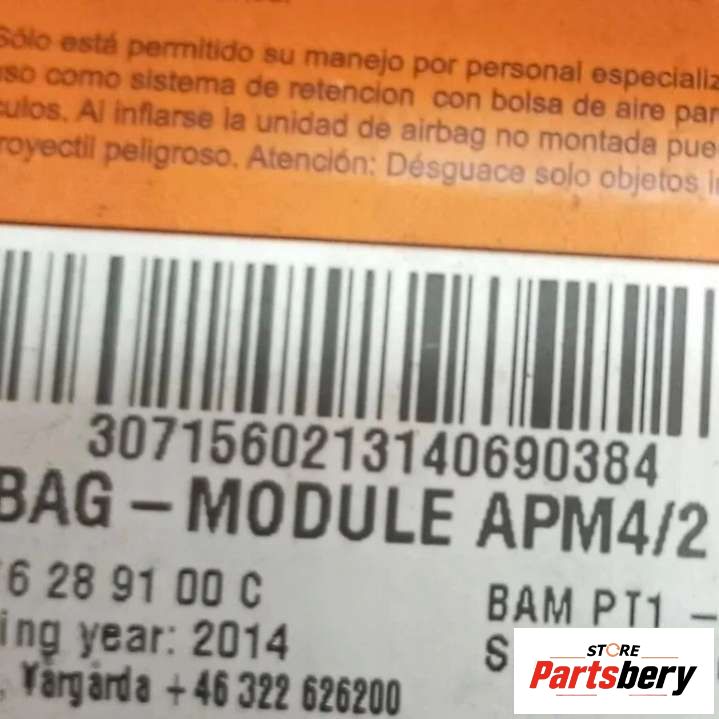 Sólo está permitido su manejo por personal especializ
uso como sistema de retencion con bolsa de aire par
culos. Al inflarse la unidad de airbag no montada pue
royectil peligroso. Atención: Désguace solo objetos in
3071560213140690384
BAG – MODULE APM4/2
6 28 91 00 C
BAM PT1 –
ing year: 2014
S
, Vårgårda +46 322 626200
STORE
Partsbery